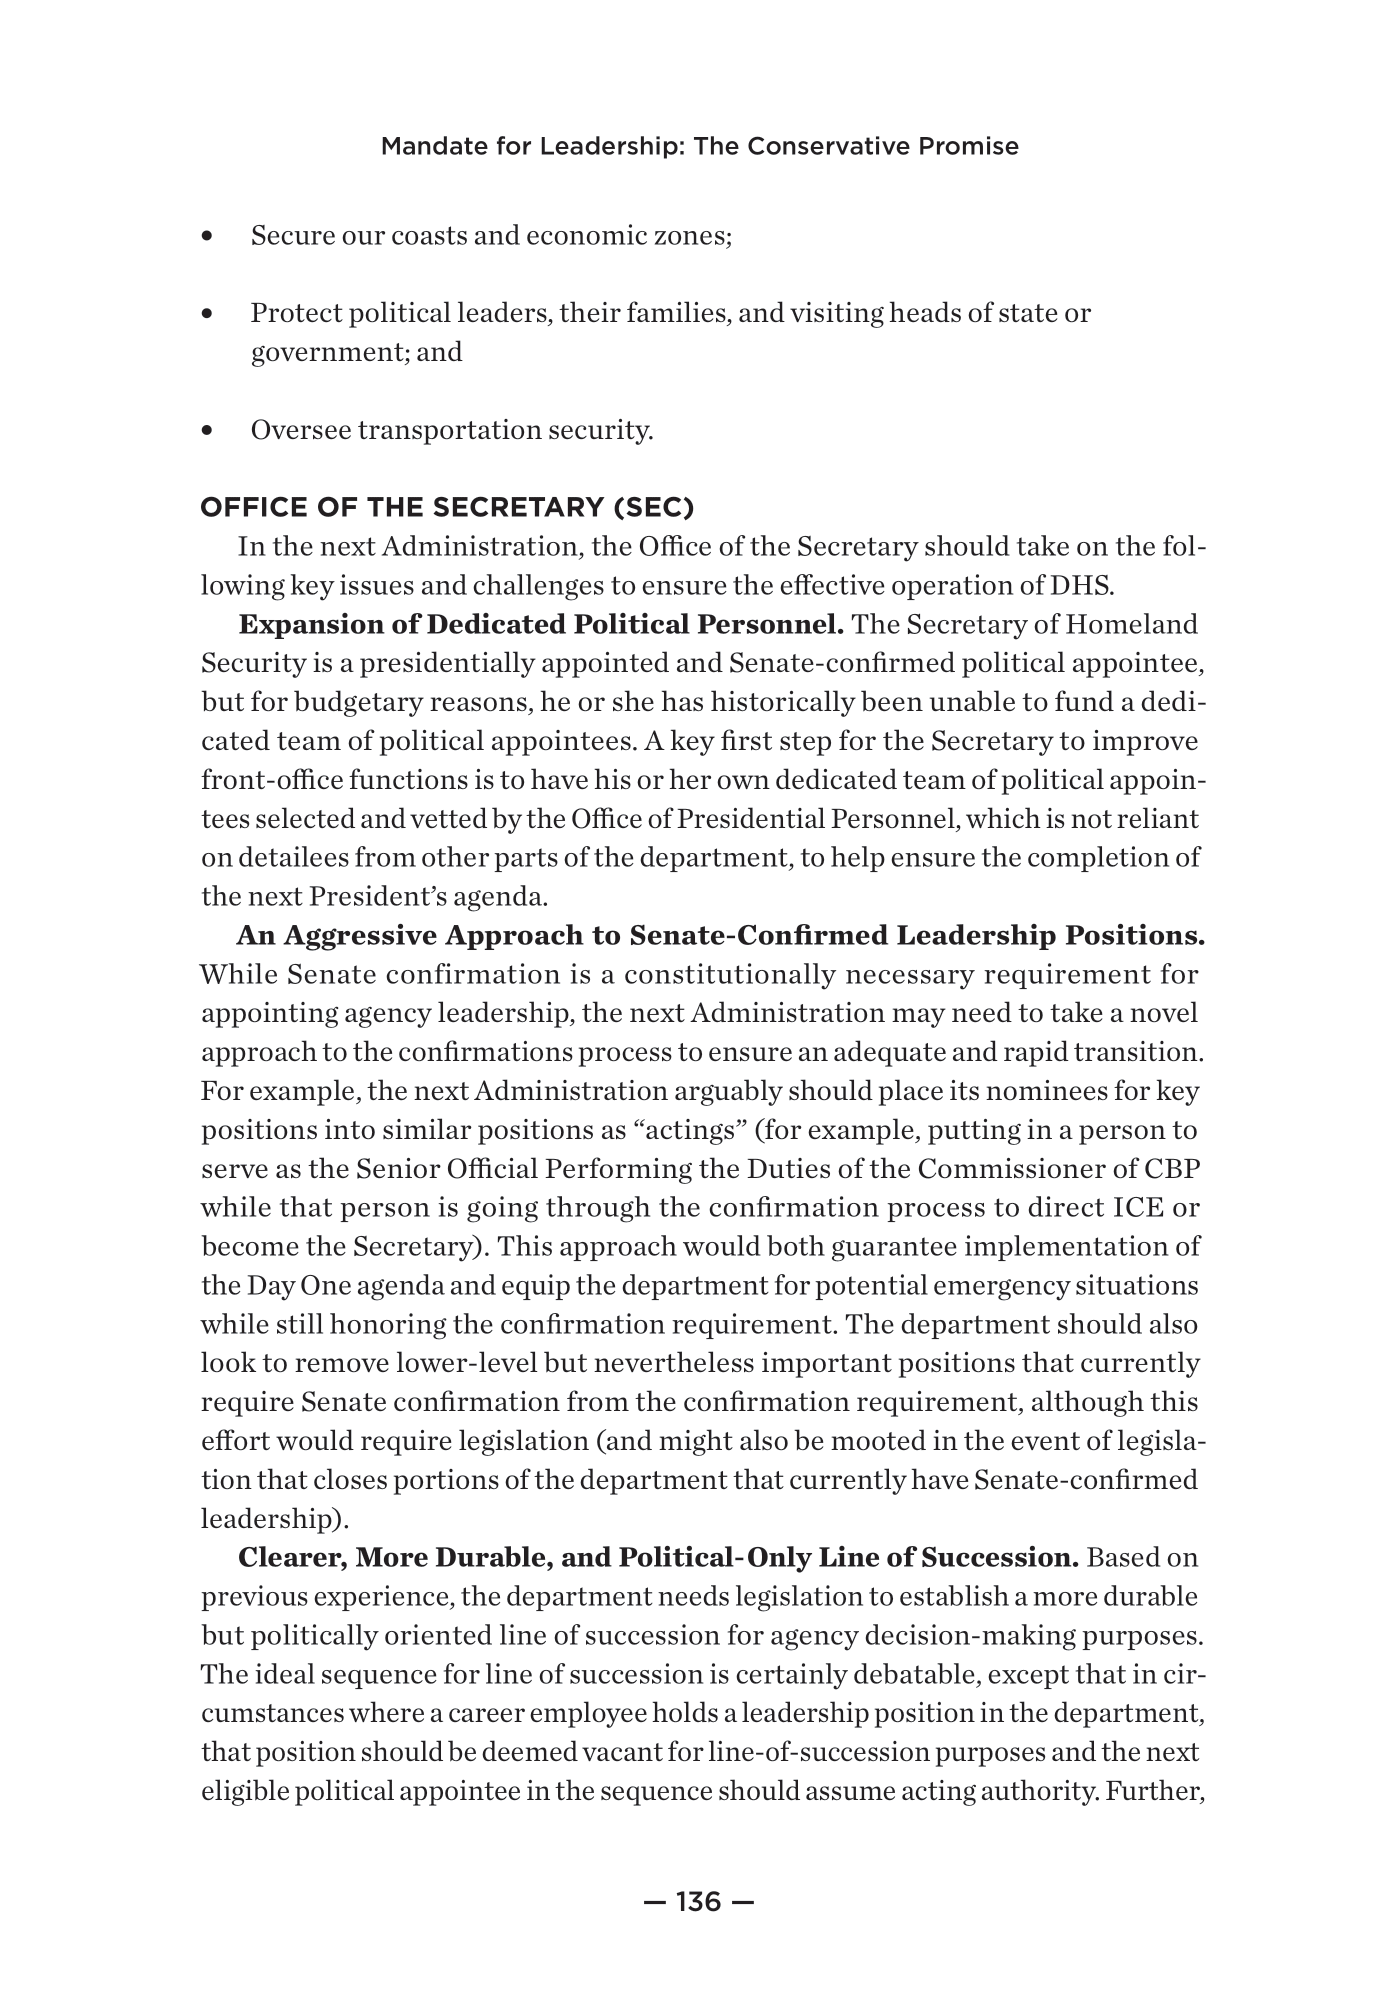 Mandate for Leadership: The Conservative Promise
• Secure our coasts and economic zones;
• Protect political leaders, their families, and visiting heads of state or
government; and
• Oversee transportation security.
OFFICE OF THE SECRETARY (SEC)
In the next Administration, the Office of the Secretary should take on the fol-
lowing key issues and challenges to ensure the effective operation of DHS.
Expansion of Dedicated Political Personnel. The Secretary of Homeland
Security is a presidentially appointed and Senate-confirmed political appointee,
but for budgetary reasons, he or she has historically been unable to fund a dedi-
cated team of political appointees. A key first step for the Secretary to improve
front-office functions is to have his or her own dedicated team of political appoin-
tees selected and vetted by the Office of Presidential Personnel, which is not reliant
on detailees from other parts of the department, to help ensure the completion of
the next President’s agenda.
An Aggressive Approach to Senate-Confirmed Leadership Positions.
While Senate confirmation is a constitutionally necessary requirement for
appointing agency leadership, the next Administration may need to take a novel
approach to the confirmations process to ensure an adequate and rapid transition.
For example, the next Administration arguably should place its nominees for key
positions into similar positions as “actings” (for example, putting in a person to
serve as the Senior Official Performing the Duties of the Commissioner of CBP
while that person is going through the confirmation process to direct ICE or
become the Secretary). This approach would both guarantee implementation of
the Day One agenda and equip the department for potential emergency situations
while still honoring the confirmation requirement. The department should also
look to remove lower-level but nevertheless important positions that currently
require Senate confirmation from the confirmation requirement, although this
effort would require legislation (and might also be mooted in the event of legisla-
tion that closes portions of the department that currently have Senate-confirmed
leadership).
Clearer, More Durable, and Political-Only Line of Succession. Based on
previous experience, the department needs legislation to establish a more durable
but politically oriented line of succession for agency decision-making purposes.
The ideal sequence for line of succession is certainly debatable, except that in cir-
cumstances where a career employee holds a leadership position in the department,
that position should be deemed vacant for line-of-succession purposes and the next
eligible political appointee in the sequence should assume acting authority. Further,
— 136 —